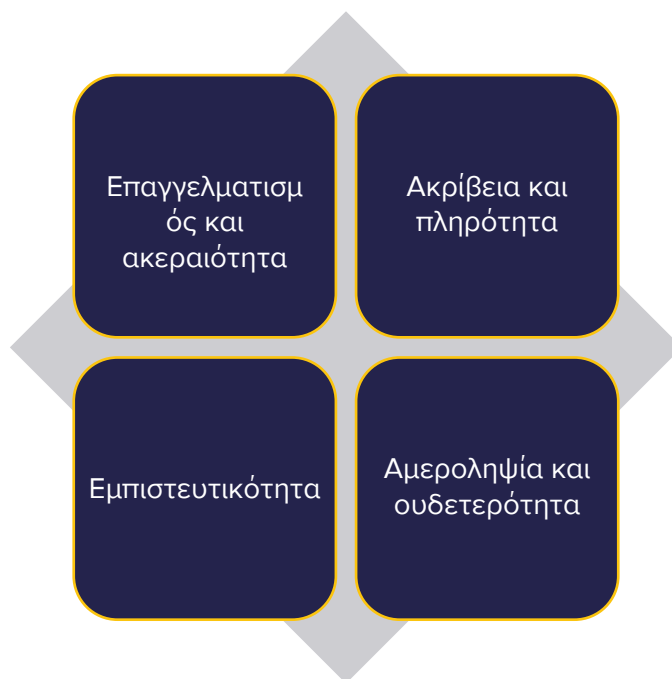 Επαγγελματισμ
ός και
ακεραιότητα
Ακρίβεια και
πληρότητα
Εμπιστευτικότητα
Αμεροληψία και
ουδετερότητα